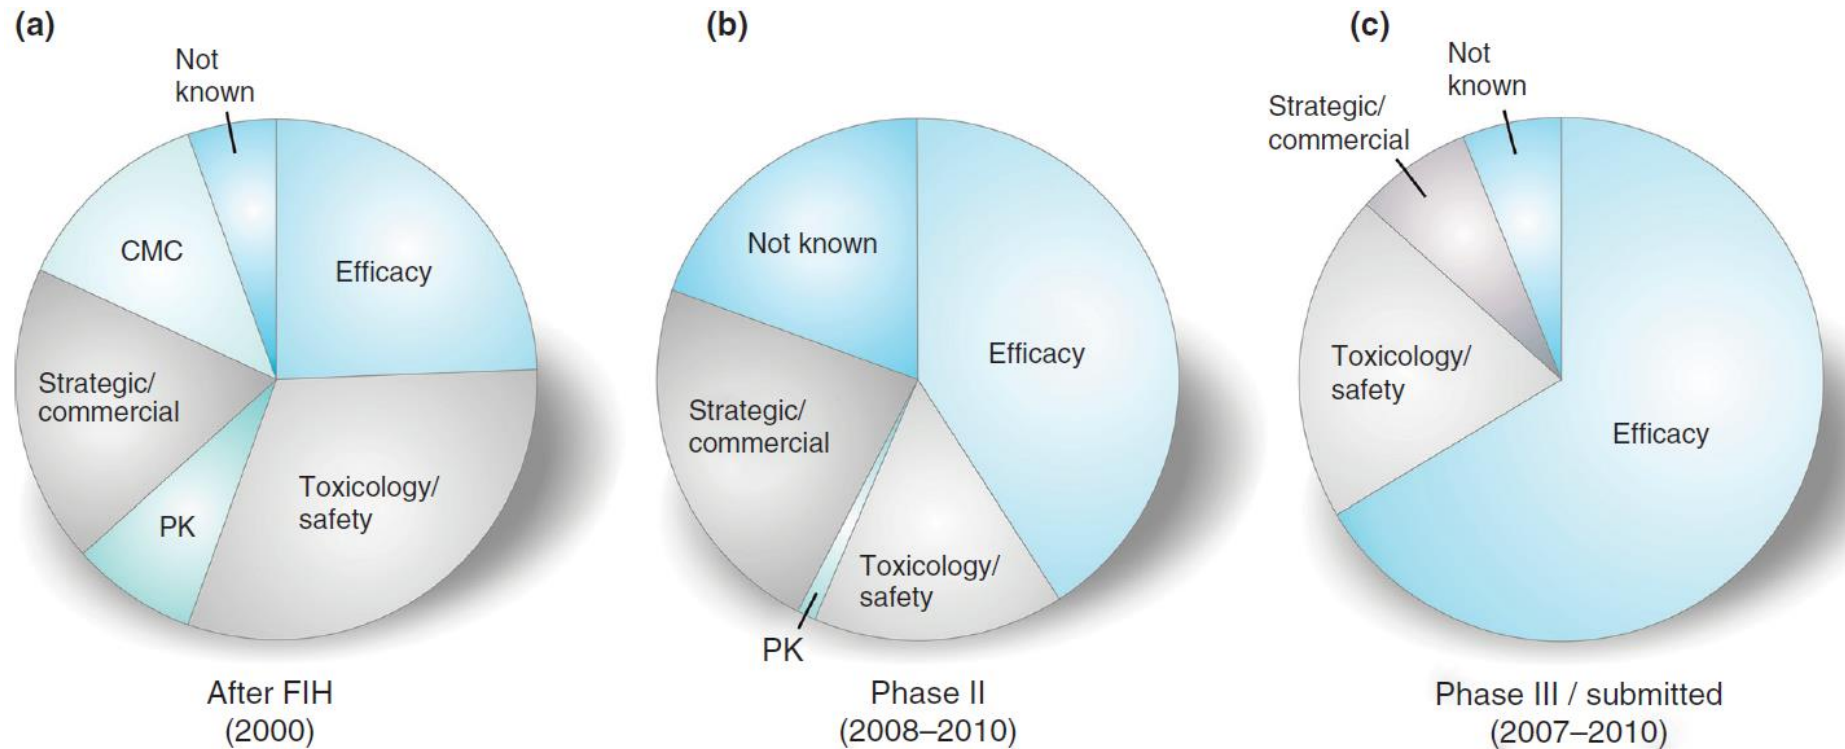 (a)
Not
known
Efficacy
CMC
Strategic/
commercial
PK
Toxicology/
safety
After FIH
(2000)
(b)
Not known
Efficacy
Strategic/
commercial
Toxicology/
safety
PK
Phase II
(2008–2010)
(c)
Not
known
Strategic/
commercial
Toxicology/
safety
Efficacy
Phase III / submitted
(2007–2010)